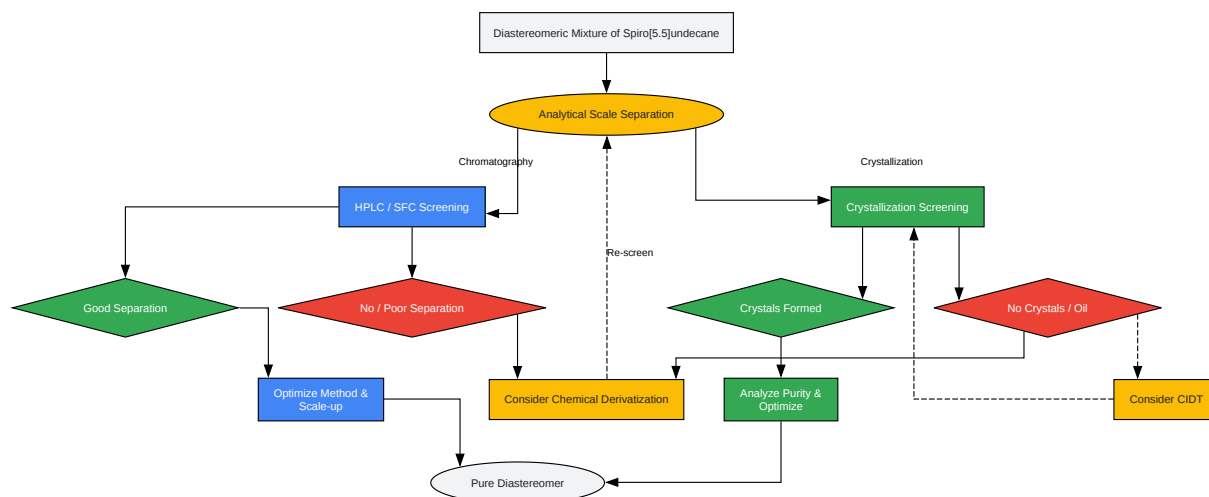 Diastereomeric Mixture of Spiro[5.5]undecane
Analytical Scale Separation
Chromatography
Crystallization
HPLC / SFC Screening
Crystallization Screening
Re-screen
Good Separation
No / Poor Separation
Crystals Formed
No Crystals / Oil
Optimize Method &
Scale-up
Consider Chemical Derivatization
Analyze Purity &
Optimize
Consider CIDT
Pure Diastereomer